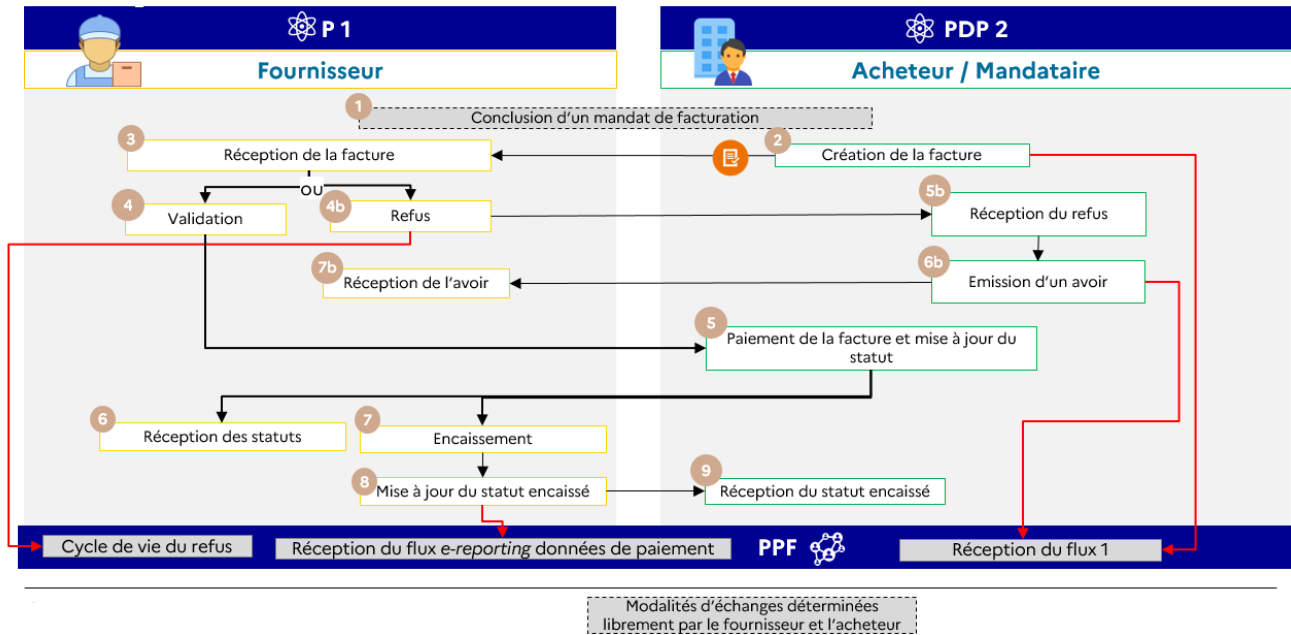 P 1
PDP 2
Fournisseur
Acheteur / Mandataire
1
Conclusion d'un mandat de facturation
3
Réception de la facture
2
Création de la facture
OU
4
Validation
4b
Refus
5b
Réception du refus
7b
Réception de l'avoir
6b
Emission d'un avoir
5
Paiement de la facture et mise à jour du
statut
6
Réception des statuts
7
Encaissement
8
Mise à jour du statut encaissé
9
Réception du statut encaissé
Cycle de vie du refus
Réception du flux e-reporting données de paiement
PPF
Réception du flux 1
Modalités d'échanges déterminées
librement par le fournisseur et l'acheteur